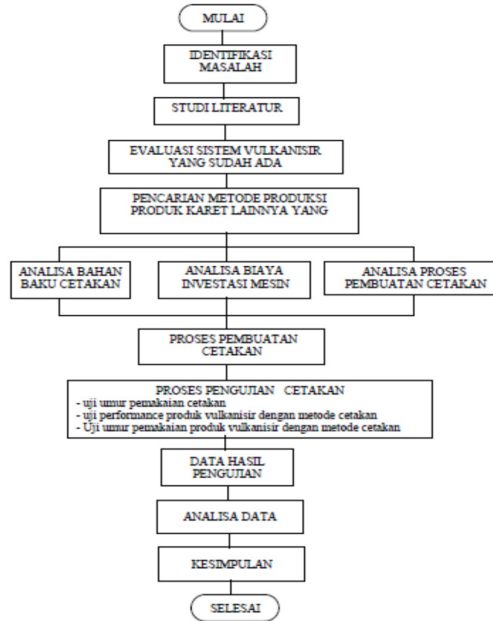 MULAI
IDENTIFIKASI
MASALAH
STUDI LITERATUR
EVALUASI SISTEM VULKANISIR
YANG SUDAH ADA
PENCARIAN METODE PRODUKSI
PRODUK KARET LAINNYA YANG
ANALISA BAHAN
BAKU CETAKAN
ANALISA BIAYA
INVESTASI MESIN
ANALISA PROSES
PEMBUATAN CETAKAN
PROSES PEMBUATAN
CETAKAN
PROSES PENGUJIAN CETAKAN
- uji umur pemakaian cetakan
- uji performance produk vulkanisir dengan metode cetakan
- Uji umur pemakaian produk vulkanisir dengan metode cetakan
DATA HASIL
PENGUJIAN
ANALISA DATA
KESIMPULAN
SELESAI